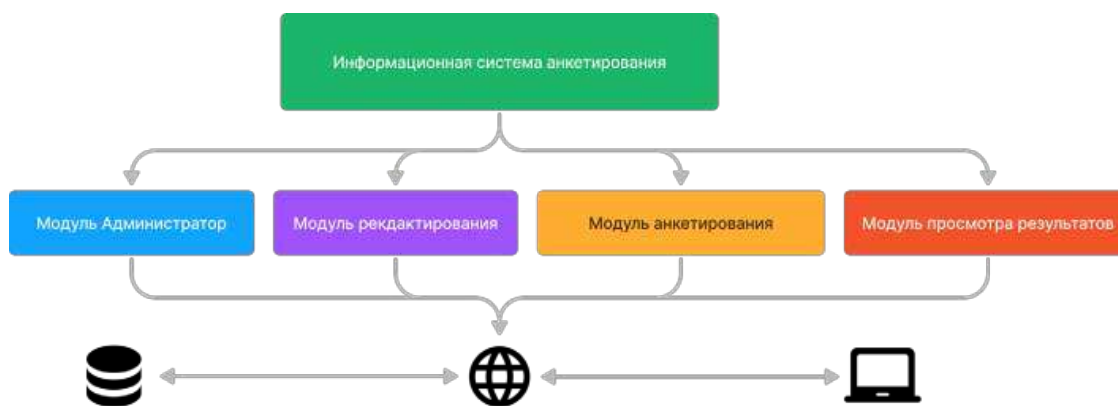 Информационная система анкетирования
Модуль Администратор
Модуль рекдактирования
Модуль анкетирования
Модуль просмотра результатов